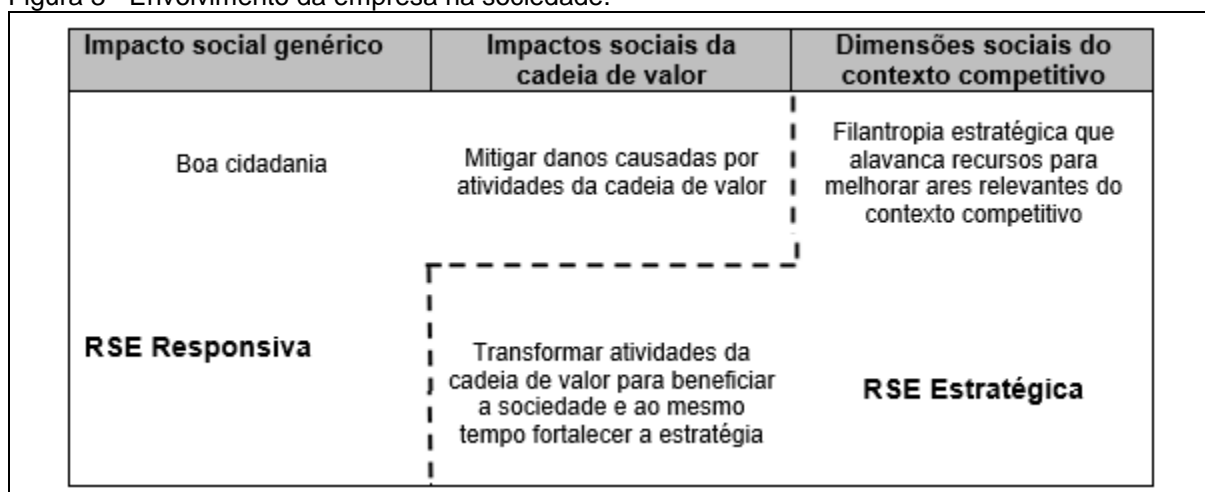 Figura 3 - Envolvimento da empresa na sociedade.
Impacto social genérico
Impactos sociais da
cadeia de valor
Dimensões sociais do
contexto competitivo
Boa cidadania
Mitigar danos causadas por
atividades da cadeia de valor
Filantropia estratégica que
alavanca recursos para
melhorar ares relevantes do
contexto competitivo
RSE Responsiva
Transformar atividades da
cadeia de valor para beneficiar
a sociedade e ao mesmo
tempo fortalecer a estratégia
RSE Estratégica